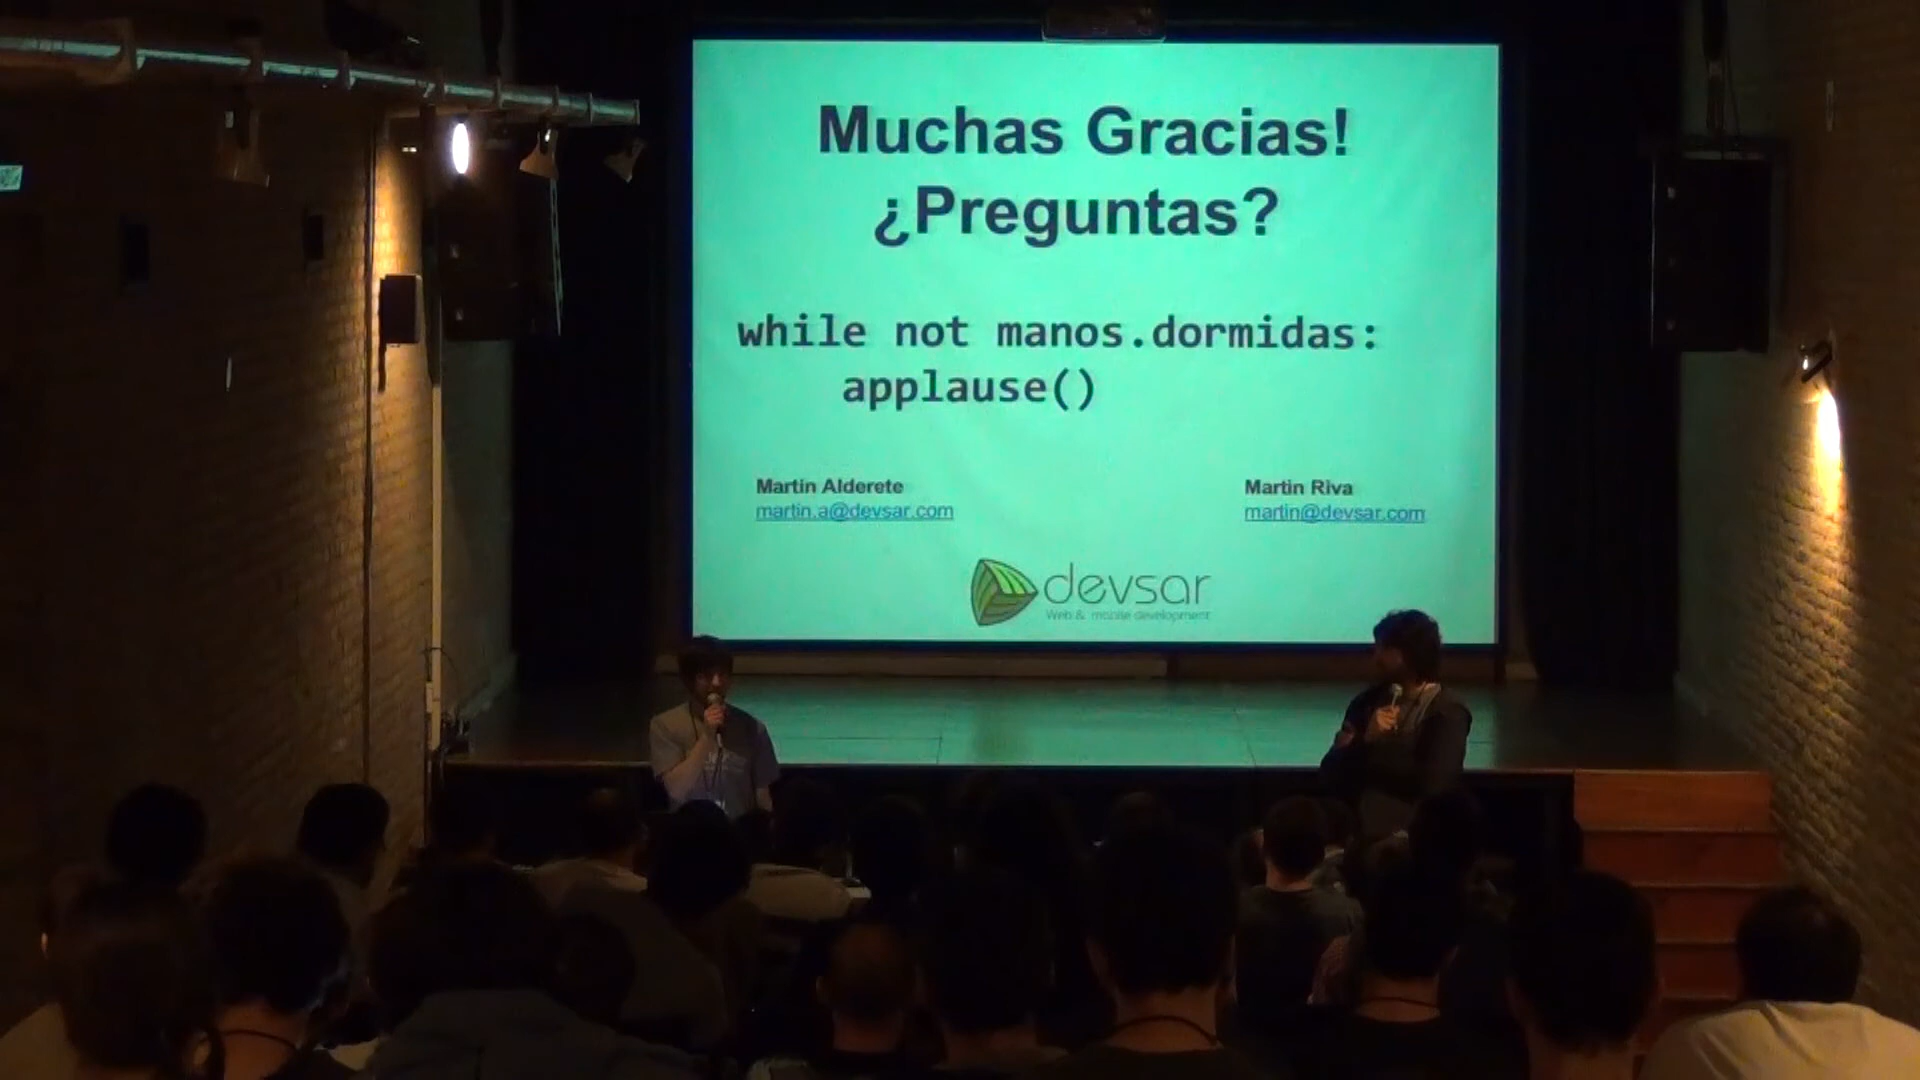 Muchas Gracias!
¿Preguntas?
while not manos.dormidas:
applause()
Martin Alderete
martin.a@devsar.com
Martin Riva
martin@devsar.com
devsar
Web & mobile development